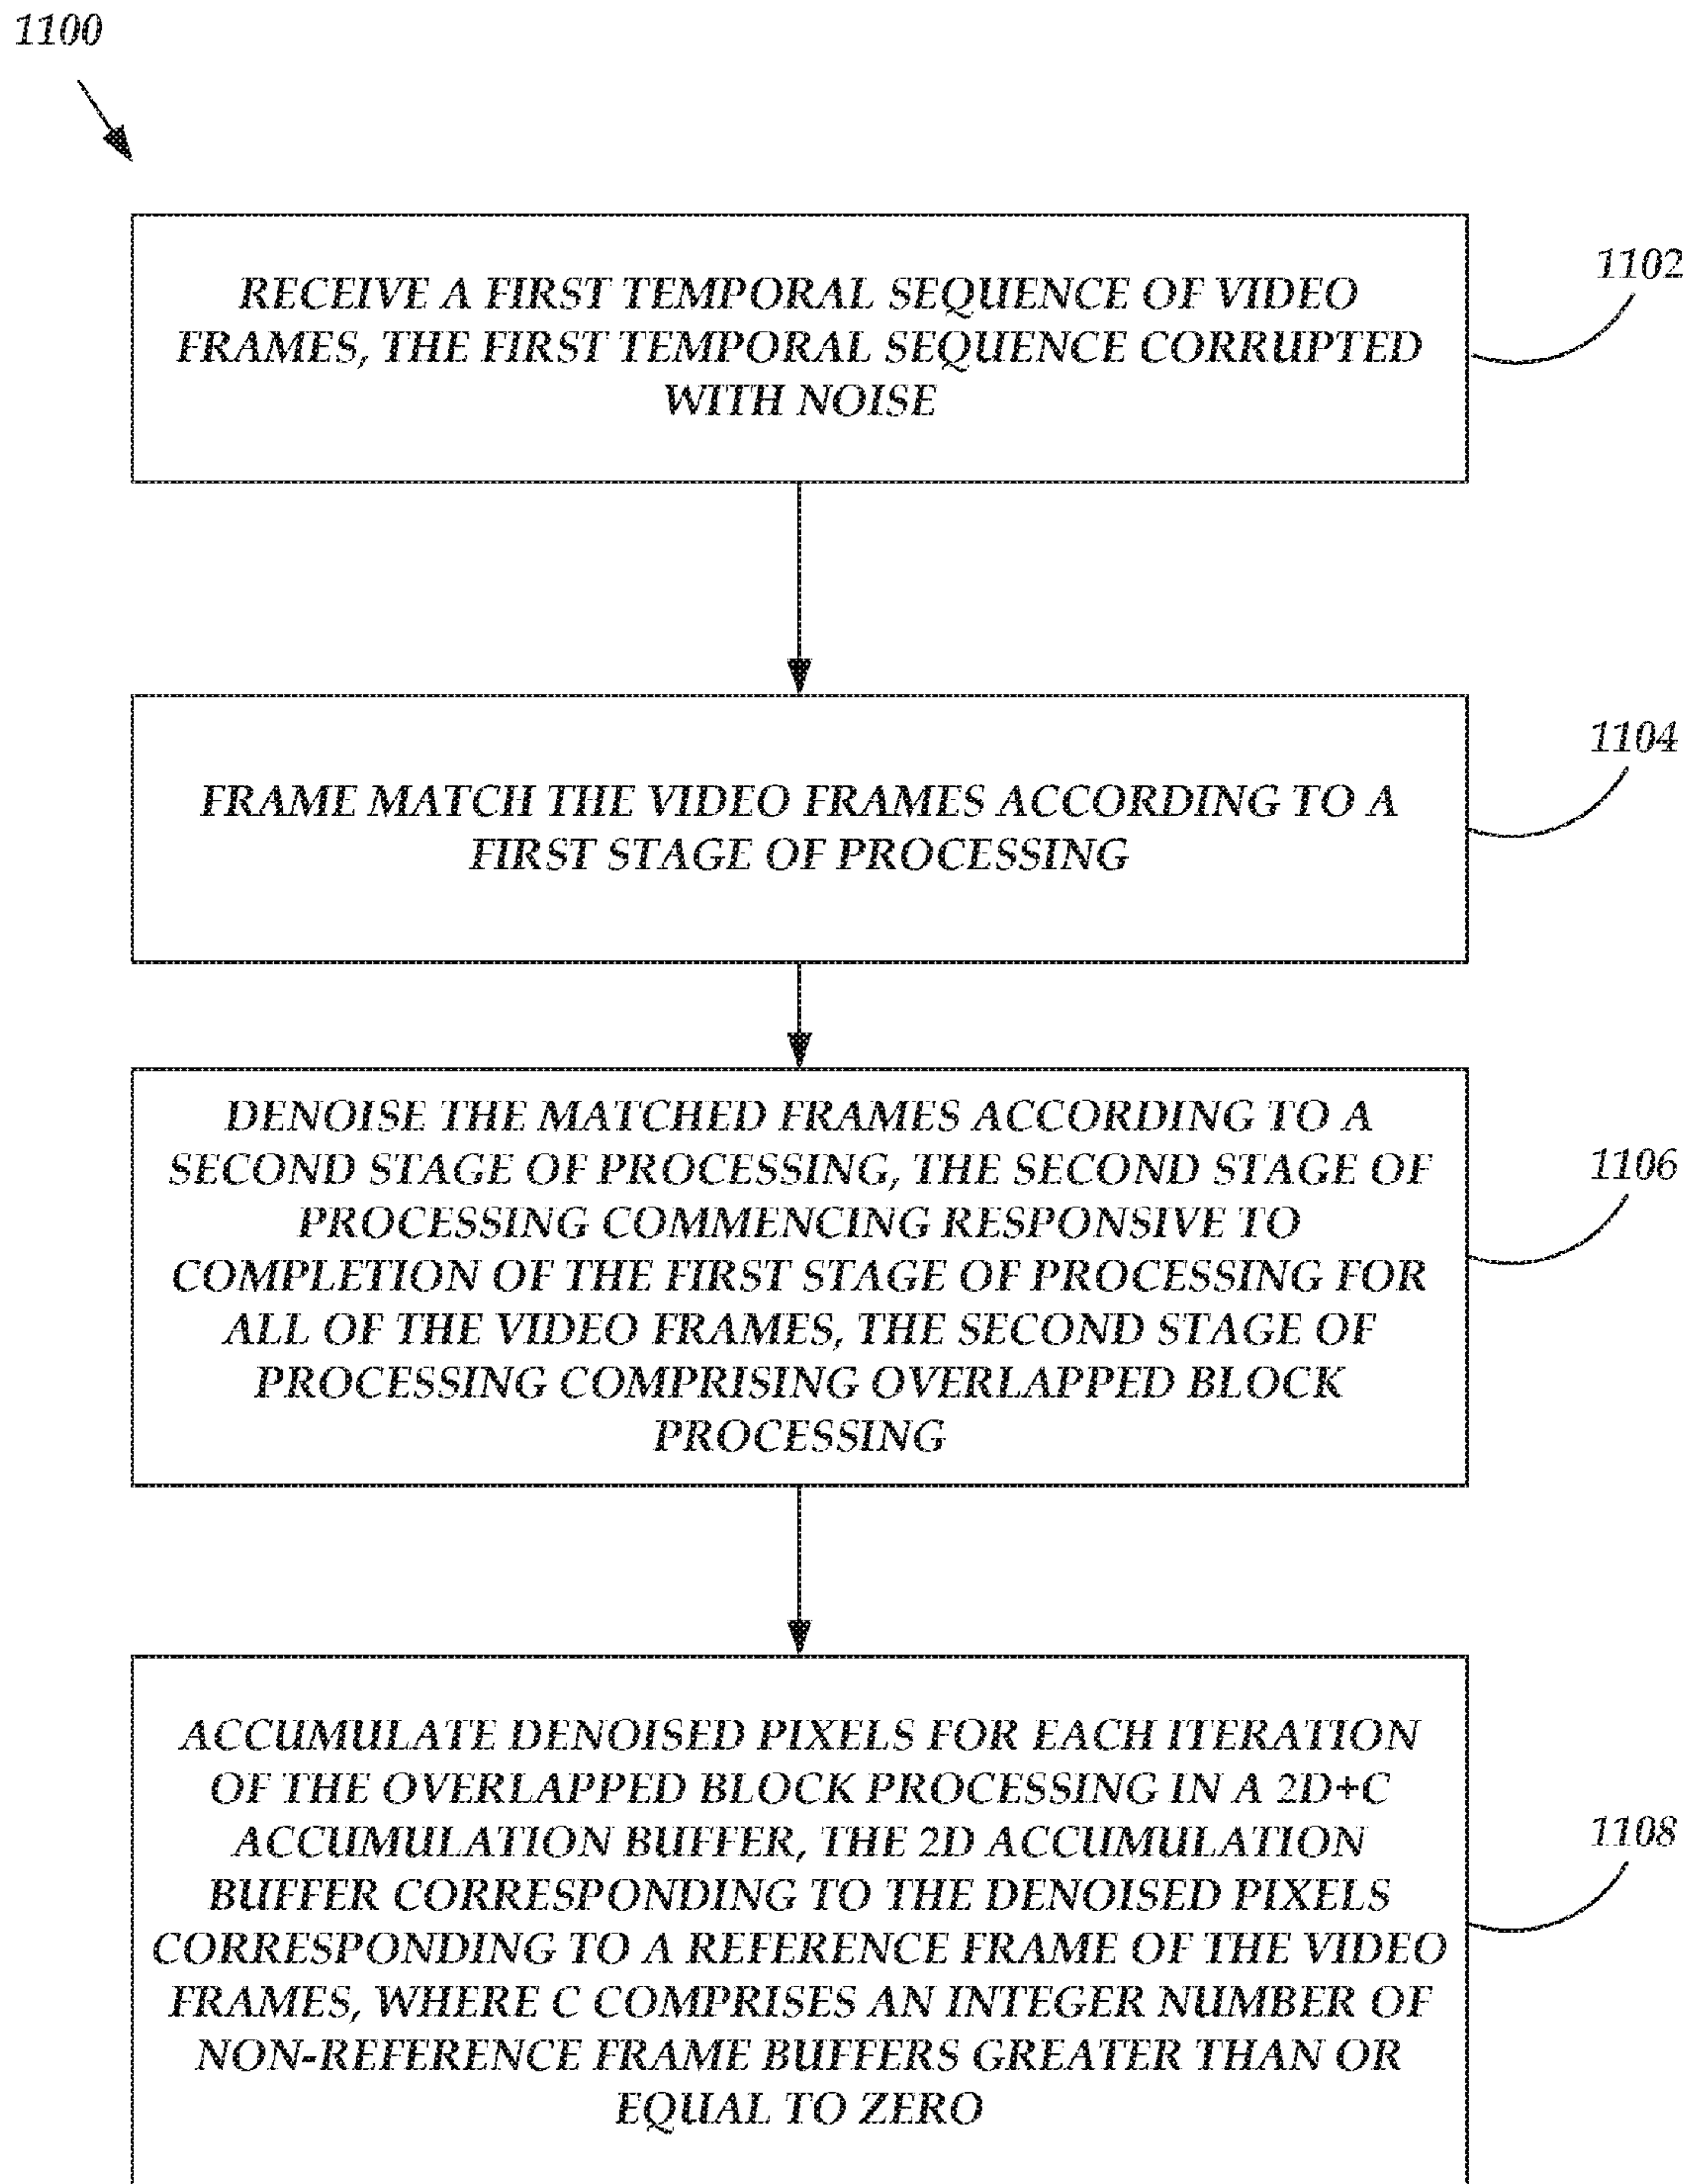 1100
RECEIVE A FIRST TEMPORAL SEQUENCE OF VIDEO
FRAMES, THE FIRST TEMPORAL SEQUENCE CORRUPTED
WITH NOISE
1102
FRAME MATCH THE VIDEO FRAMES ACCORDING TO A
FIRST STAGE OF PROCESSING
1104
DENOISE THE MATCHED FRAMES ACCORDING TO A
SECOND STAGE OF PROCESSING, THE SECOND STAGE OF
PROCESSING COMMENCING RESPONSIVE TO
COMPLETION OF THE FIRST STAGE OF PROCESSING FOR
ALL OF THE VIDEO FRAMES, THE SECOND STAGE OF
PROCESSING COMPRISING OVERLAPPED BLOCK
PROCESSING
1106
ACCUMULATE DENOISED PIXELS FOR EACH ITERATION
OF THE OVERLAPPED BLOCK PROCESSING IN A 2D+C
ACCUMULATION BUFFER, THE 2D ACCUMULATION
BUFFER CORRESPONDING TO THE DENOISED PIXELS
CORRESPONDING TO A REFERENCE FRAME OF THE VIDEO
FRAMES, WHERE C COMPRISES AN INTEGER NUMBER OF
NON-REFERENCE FRAME BUFFERS GREATER THAN OR
EQUAL TO ZERO
1108